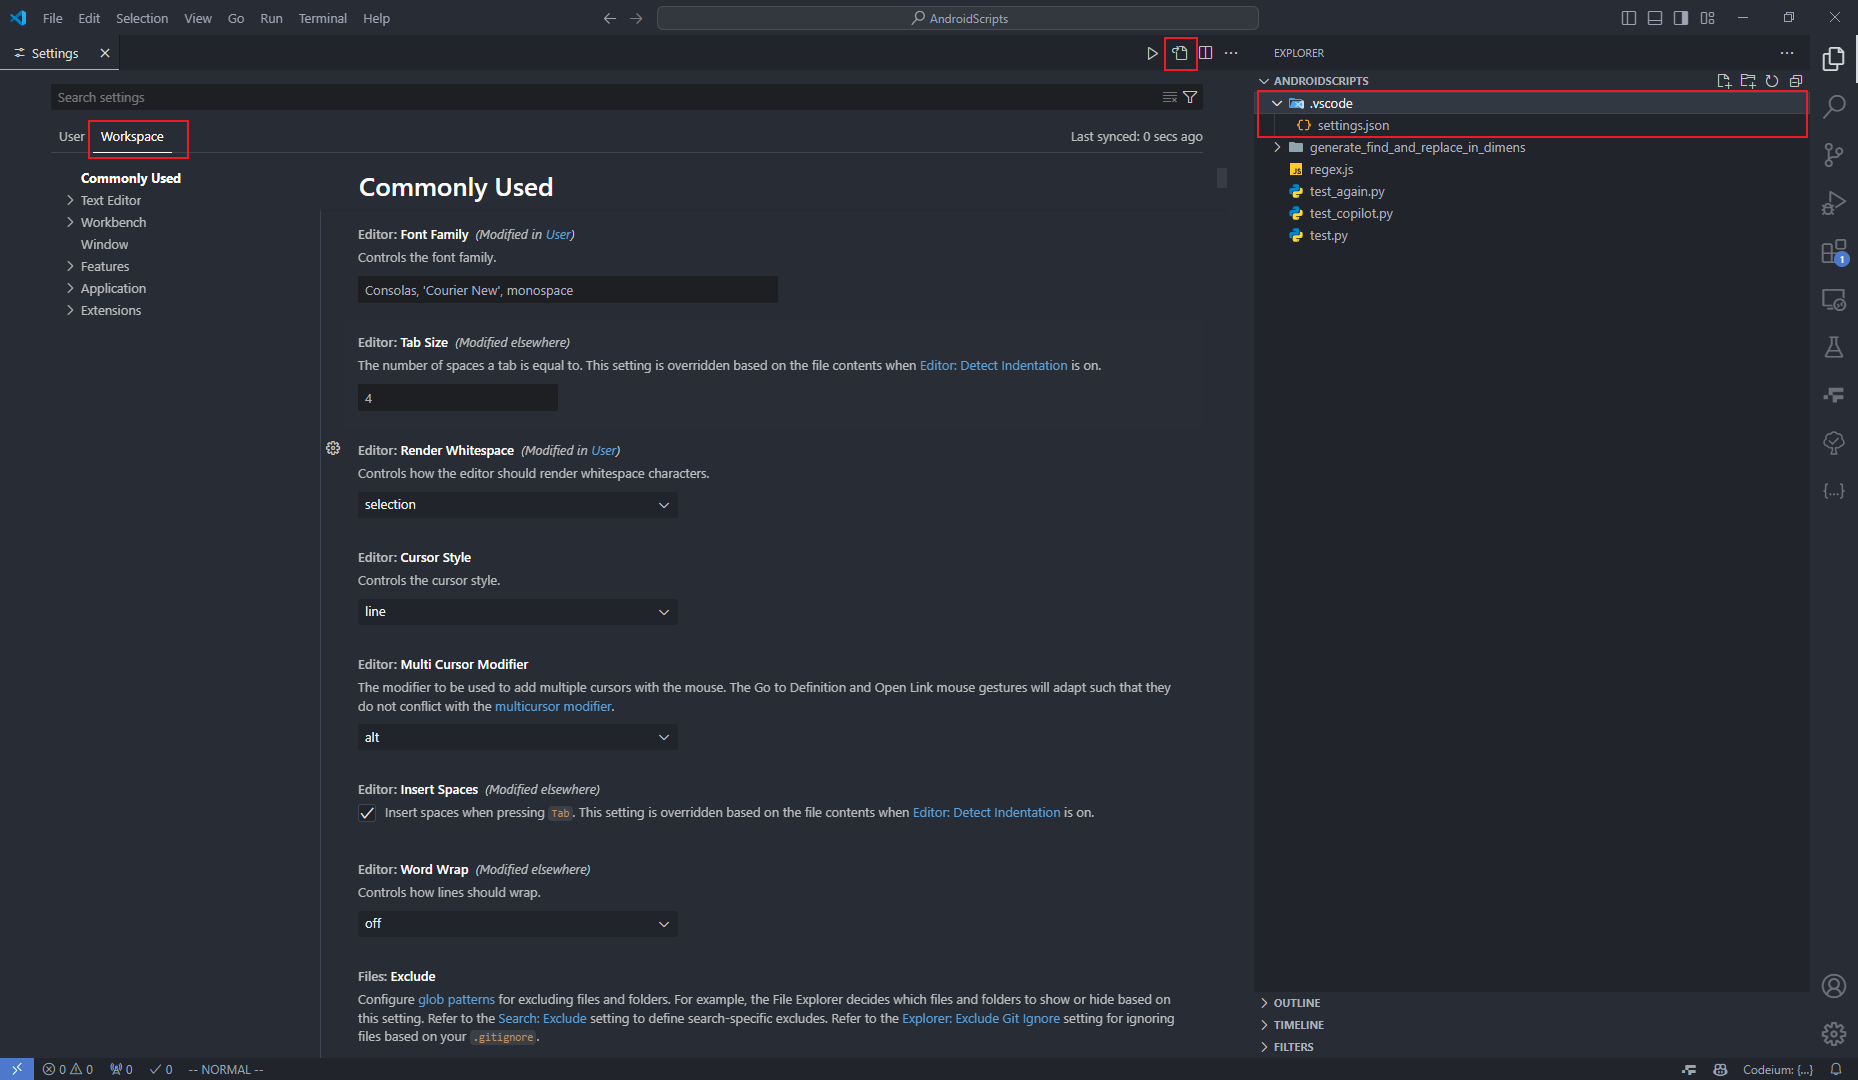 File Edit Selection View Go Run Terminal Help
AndroidScripts
Settings
Search settings
User Workspace
Last synced: 0 secs ago
Commonly Used
Text Editor
Workbench
Window
Features
Application
Extensions
Commonly Used
Editor: Font Family (Modified in User)
Controls the font family.
Consolas, 'Courier New', monospace
Editor: Tab Size (Modified elsewhere)
The number of spaces a tab is equal to. This setting is overridden based on the file contents when Editor: Detect Indentation is on.
4
Editor: Render Whitespace (Modified in User)
Controls how the editor should render whitespace characters.
selection
Editor: Cursor Style
Controls the cursor style.
line
Editor: Multi Cursor Modifier
The modifier to be used to add multiple cursors with the mouse. The Go to Definition and Open Link mouse gestures will adapt such that they
do not conflict with the multicursor modifier.
alt
Editor: Insert Spaces (Modified elsewhere)
Insert spaces when pressing Tab. This setting is overridden based on the file contents when Editor: Detect Indentation is on.
Editor: Word Wrap (Modified elsewhere)
Controls how lines should wrap.
off
Files: Exclude
Configure glob patterns for excluding files and folders. For example, the File Explorer decides which files and folders to show or hide based on
this setting. Refer to the Search: Exclude setting to define search-specific excludes. Refer to the Explorer: Exclude Git Ignore setting for ignoring
files based on your .gitignore.
EXPLORER
ANDROIDSCRIPTS
.vscode
{} settings.json
generate_find_and_replace_in_dimens
JS regex.js
test_again.py
test_copilot.py
test.py
OUTLINE
TIMELINE
FILTERS
1
{...}
0 0 0 0 -- NORMAL --
Codeium: {...}